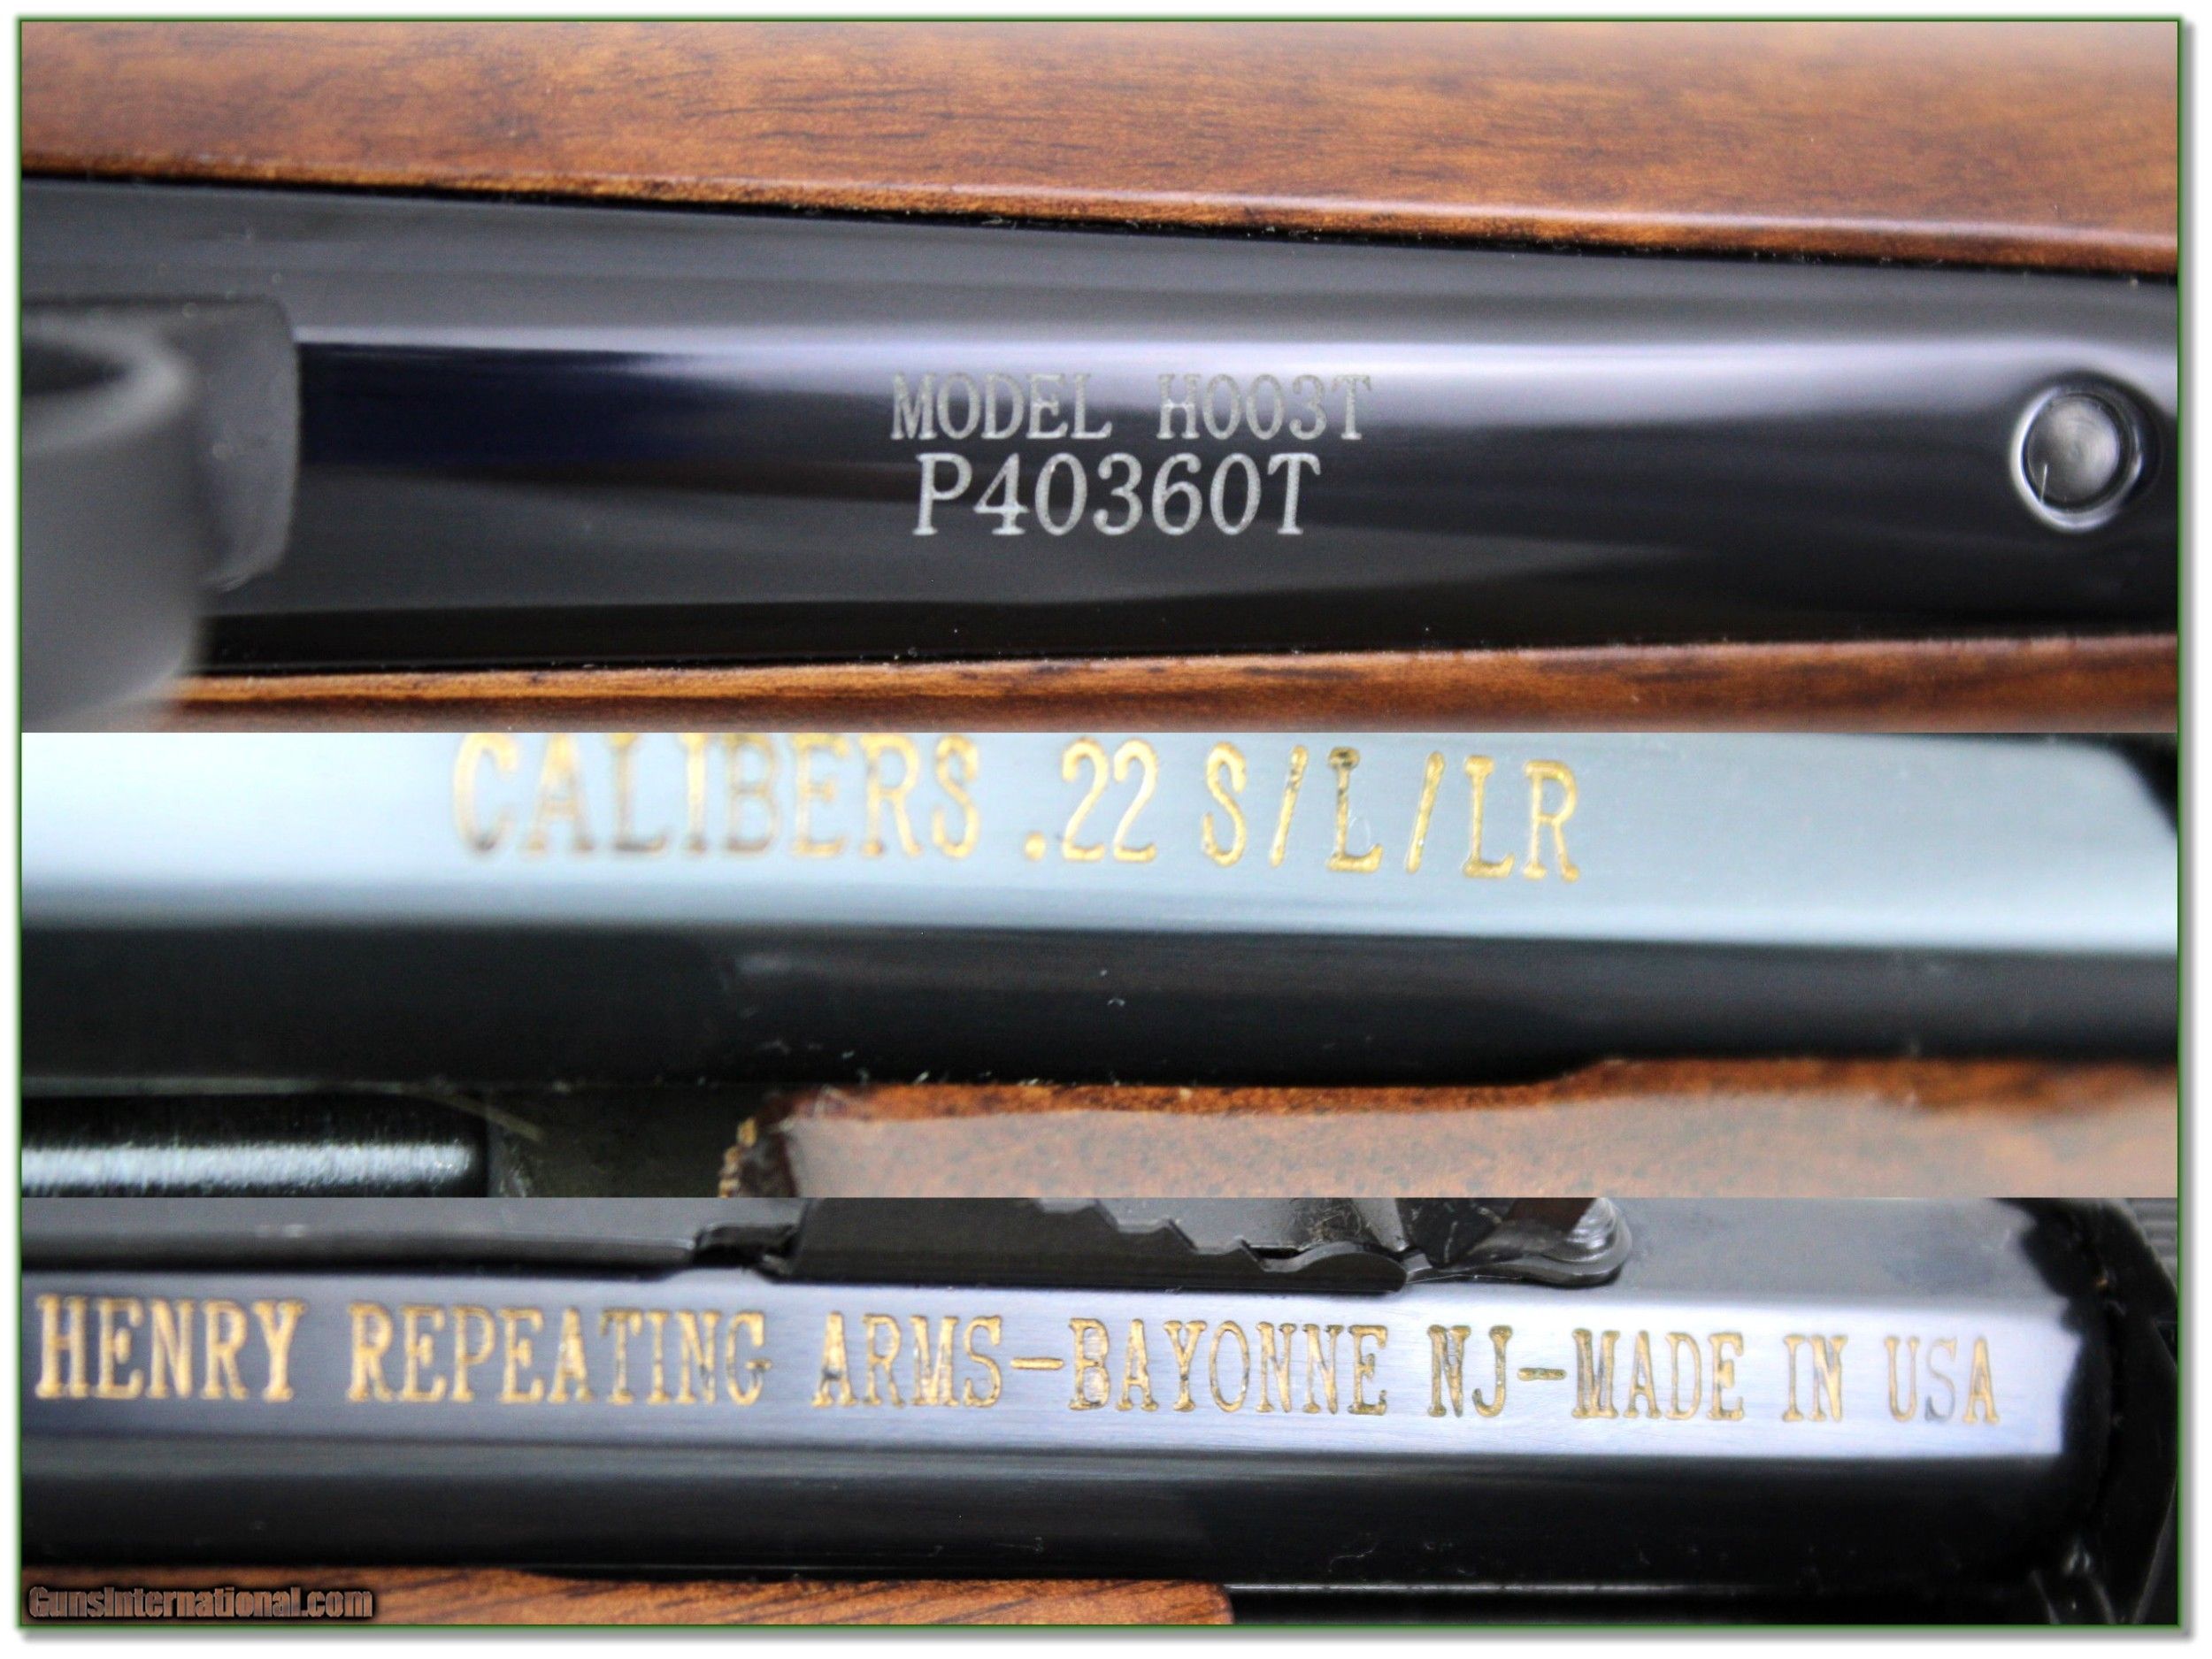 MODEL H003T
P40360T
CALIBERS .22 S/L/LR
HENRY REPEATING ARMS-BAYONNE NJ-MADE IN USA
GunsInternational.com